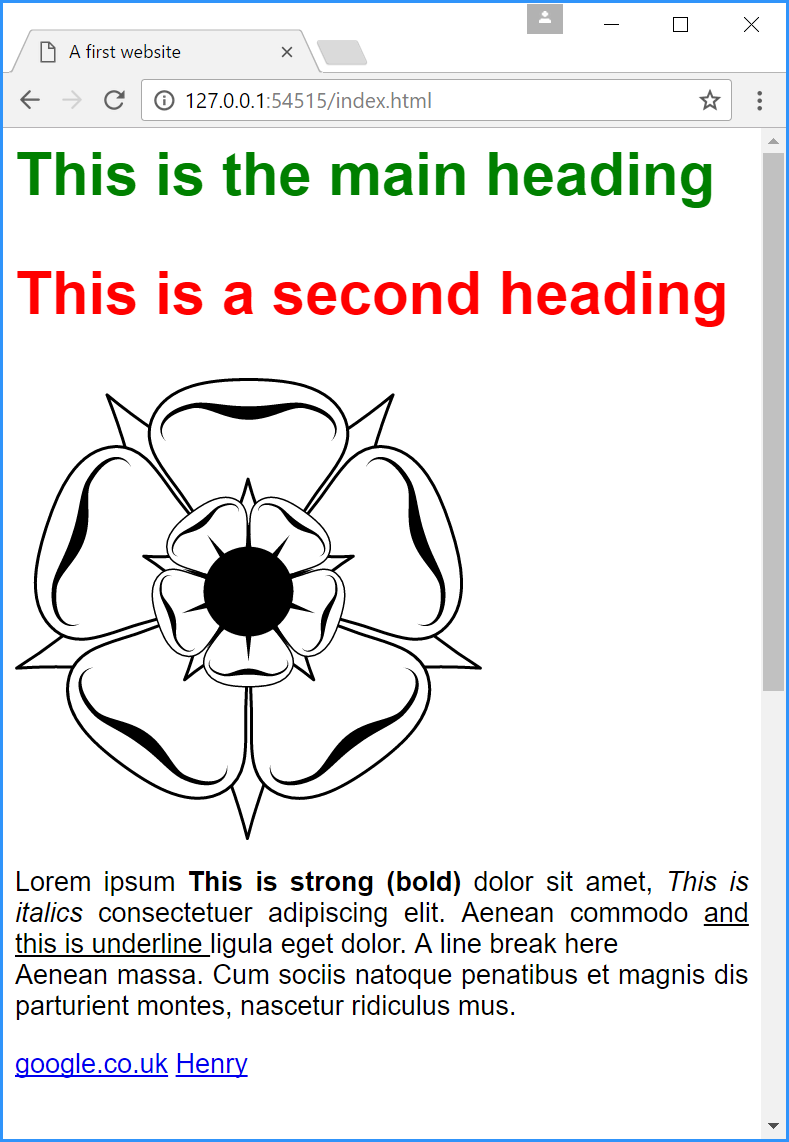 A first website
127.0.0.1:54515/index.html
This is the main heading
This is a second heading
Lorem ipsum This is strong (bold) dolor sit amet, This is
italics consectetuer adipiscing elit. Aenean commodo and
this is underline ligula eget dolor. A line break here
Aenean massa. Cum sociis natoque penatibus et magnis dis
parturient montes, nascetur ridiculus mus.
google.co.uk Henry